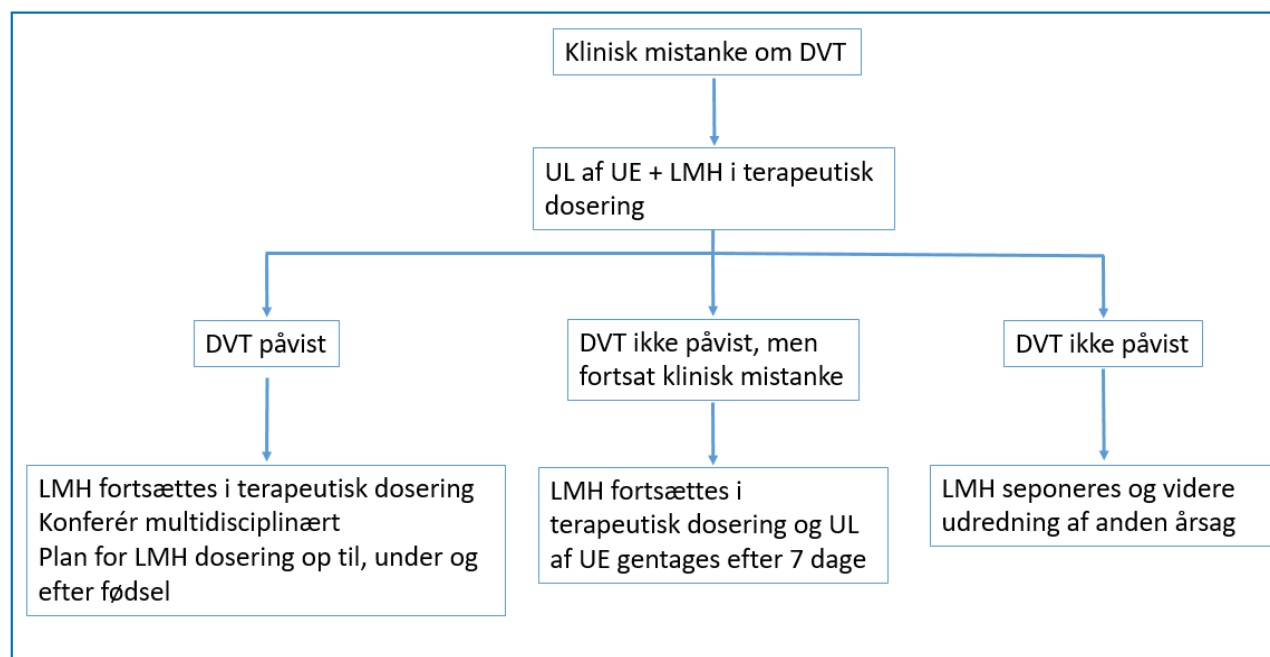 Klinisk mistanke om DVT
UL af UE + LMH i terapeutisk
dosering
DVT påvist
DVT ikke påvist, men
fortsat klinisk mistanke
DVT ikke påvist
LMH fortsættes i terapeutisk dosering
Konferér multidisciplinært
Plan for LMH dosering op til, under og
efter fødsel
LMH fortsættes i
terapeutisk dosering og UL
af UE gentages efter 7 dage
LMH seponeres og videre
udredning af anden årsag